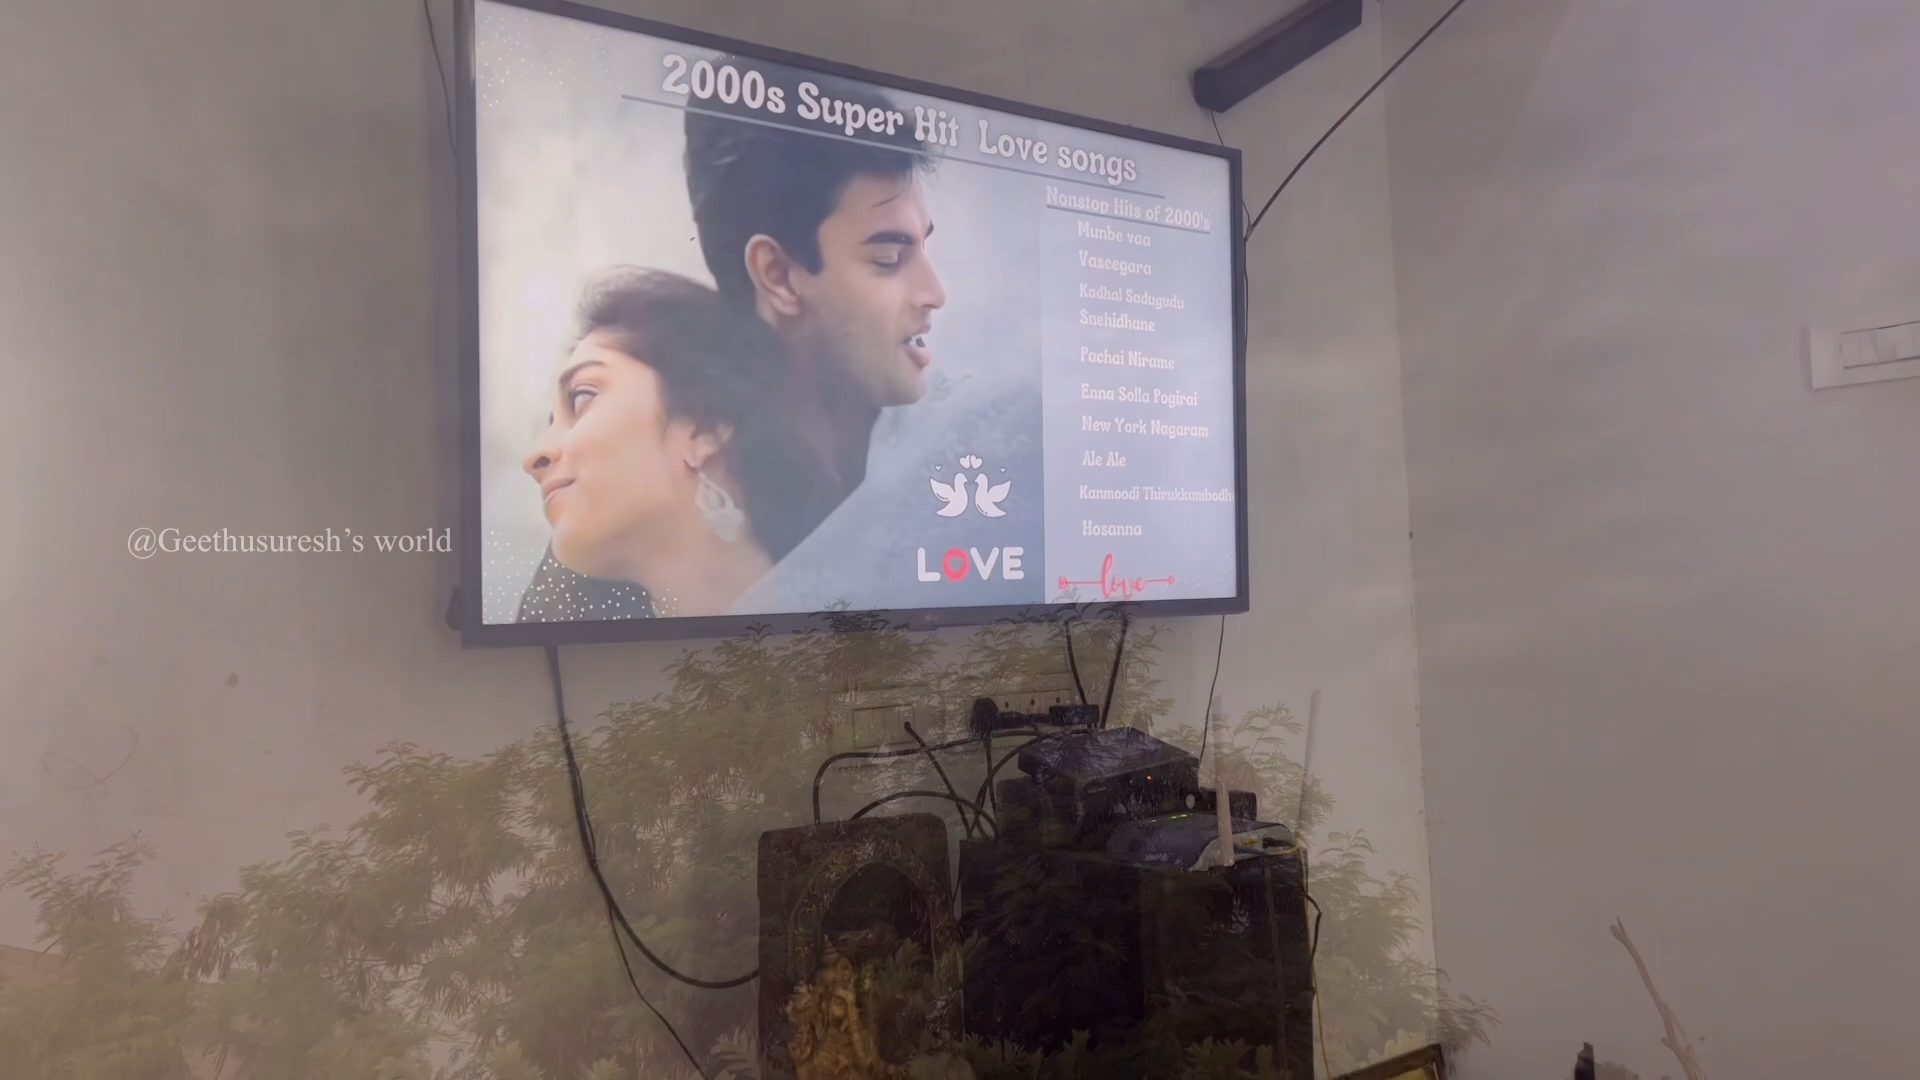 2000s Super Hit Love songs
Nonstop Hits of 2000's
Munbe vaa
Vaseegara
Kadhal Sadugudu
Snehidhane
Pachai Nirame
Enna Solla Pogirai
New York Nagaram
Ale Ale
Kanmoodi Thirukkumbodh
Hosanna
LOVE
love
@Geethusuresh's world